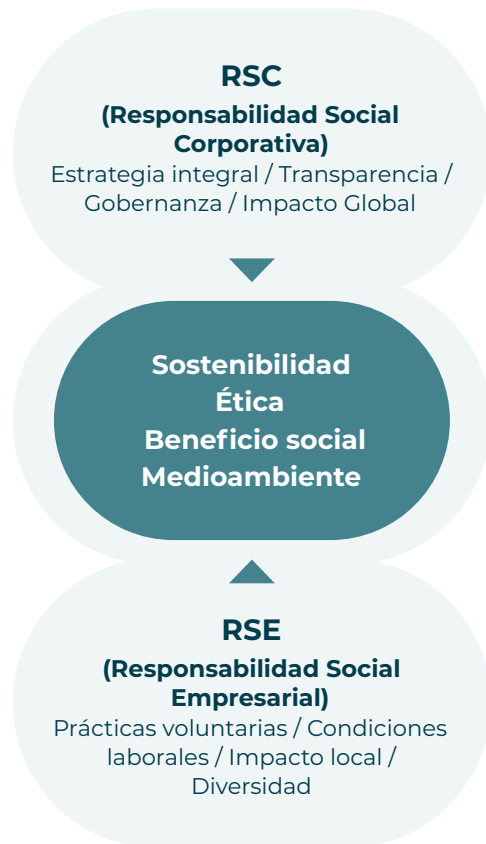 RSC
(Responsabilidad Social
Corporativa)
Estrategia integral / Transparencia /
Gobernanza / Impacto Global
Sostenibilidad
Ética
Beneficio social
Medioambiente
RSE
(Responsabilidad Social
Empresarial)
Prácticas voluntarias / Condiciones
laborales / Impacto local /
Diversidad